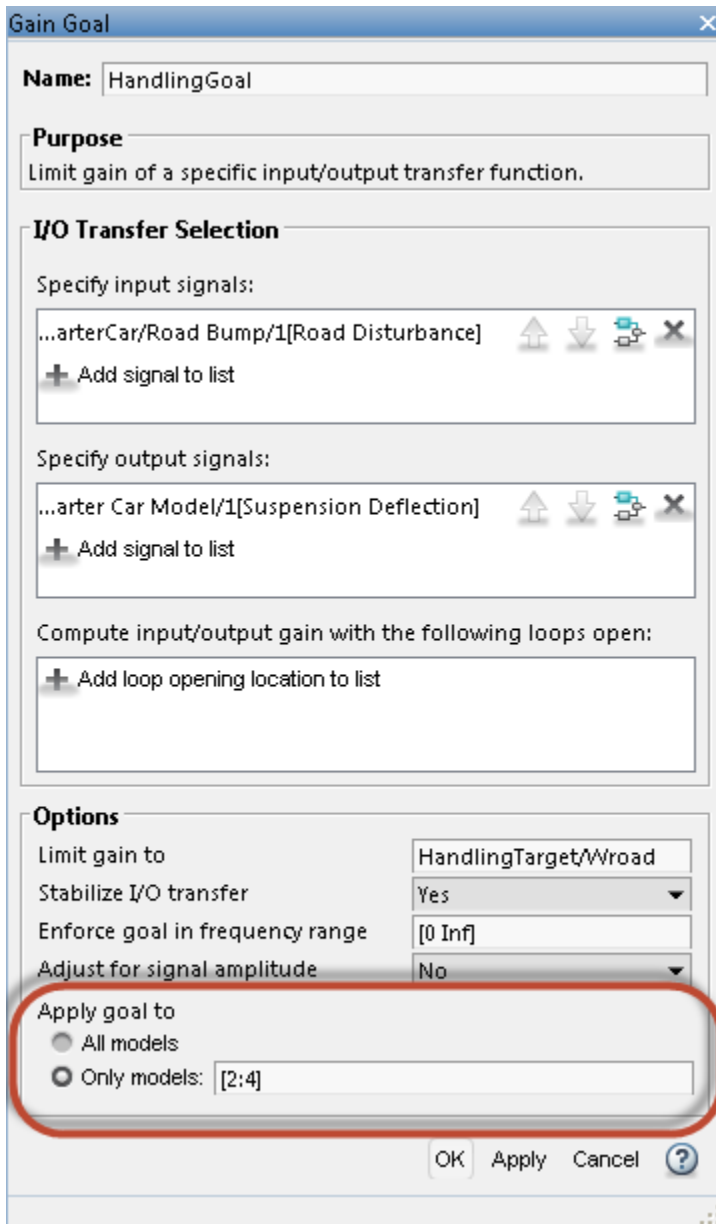 Gain Goal
Name: HandlingGoal
Purpose
Limit gain of a specific input/output transfer function.
I/O Transfer Selection
Specify input signals:
...arterCar/Road Bump/1[Road Disturbance]
Add signal to list
Specify output signals:
...arter Car Model/1[Suspension Deflection]
Add signal to list
Compute input/output gain with the following loops open:
Add loop opening location to list
Options
Limit gain to HandlingTarget/Wroad
Stabilize I/O transfer Yes
Enforce goal in frequency range [0 Inf]
Adjust for signal amplitude No
Apply goal to
All models
Only models: [2:4]
OK Apply Cancel ?